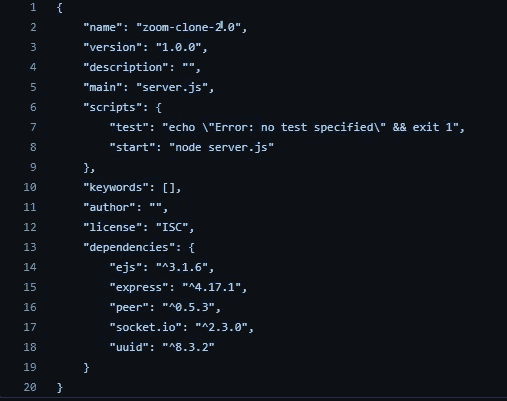 1 {
2 "name": "zoom-clone-2.0",
3 "version": "1.0.0",
4 "description": "",
5 "main": "server.js",
6 "scripts": {
7 "test": "echo \"Error: no test specified\" && exit 1",
8 "start": "node server.js"
9 },
10 "keywords": [],
11 "author": "",
12 "license": "ISC",
13 "dependencies": {
14 "ejs": "^3.1.6",
15 "express": "^4.17.1",
16 "peer": "^0.5.3",
17 "socket.io": "^2.3.0",
18 "uuid": "^8.3.2"
19 }
20 }